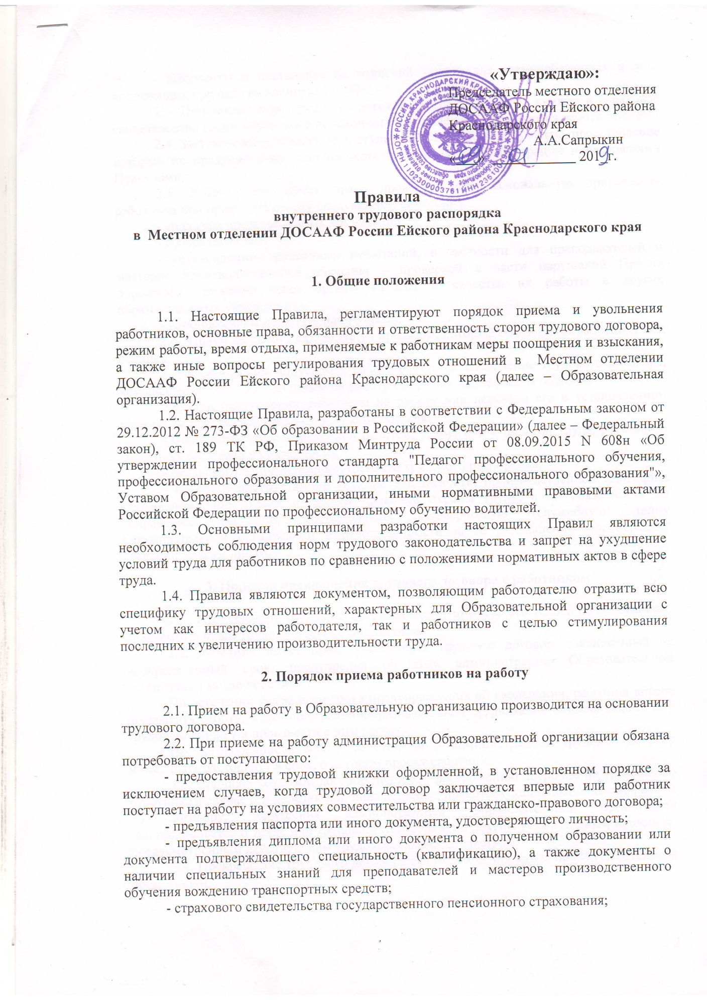 «Утверждаю»:
Председатель местного отделения
ДОСААФ России Ейского района
Краснодарского края
А.А.Сапрыкин
«09» 01 2019г.
Правила
внутреннего трудового распорядка
в Местном отделении ДОСААФ России Ейского района Краснодарского края
1. Общие положения
1.1. Настоящие Правила, регламентируют порядок приема и увольнения
работников, основные права, обязанности и ответственность сторон трудового договора,
режим работы, время отдыха, применяемые к работникам меры поощрения и взыскания,
а также иные вопросы регулирования трудовых отношений в Местном отделении
ДОСААФ России Ейского района Краснодарского края (далее – Образовательная
организация).
1.2. Настоящие Правила, разработаны в соответствии с Федеральным законом от
29.12.2012 № 273-ФЗ «Об образовании в Российской Федерации» (далее – Федеральный
закон), ст. 189 ТК РФ, Приказом Минтруда России от 08.09.2015 N 608н «Об
утверждении профессионального стандарта "Педагог профессионального обучения,
профессионального образования и дополнительного профессионального образования"»,
Уставом Образовательной организации, иными нормативными правовыми актами
Российской Федерации по профессиональному обучению водителей.
1.3. Основными принципами разработки настоящих Правил являются
необходимость соблюдения норм трудового законодательства и запрет на ухудшение
условий труда для работников по сравнению с положениями нормативных актов в сфере
труда.
1.4. Правила являются документом, позволяющим работодателю отразить всю
специфику трудовых отношений, характерных для Образовательной организации с
учетом как интересов работодателя, так и работников с целью стимулирования
последних к увеличению производительности труда.
2. Порядок приема работников на работу
2.1. Прием на работу в Образовательную организацию производится на основании
трудового договора.
2.2. При приеме на работу администрация Образовательной организации обязана
потребовать от поступающего:
- предоставления трудовой книжки оформленной, в установленном порядке за
исключением случаев, когда трудовой договор заключается впервые или работник
поступает на работу на условиях совместительства или гражданско-правового договора;
- предъявления паспорта или иного документа, удостоверяющего личность;
- предъявления диплома или иного документа о полученном образовании или
документа подтверждающего специальность (квалификацию), а также документы о
наличии специальных знаний для преподавателей и мастеров производственного
обучения вождению транспортных средств;
- страхового свидетельства государственного пенсионного страхования;